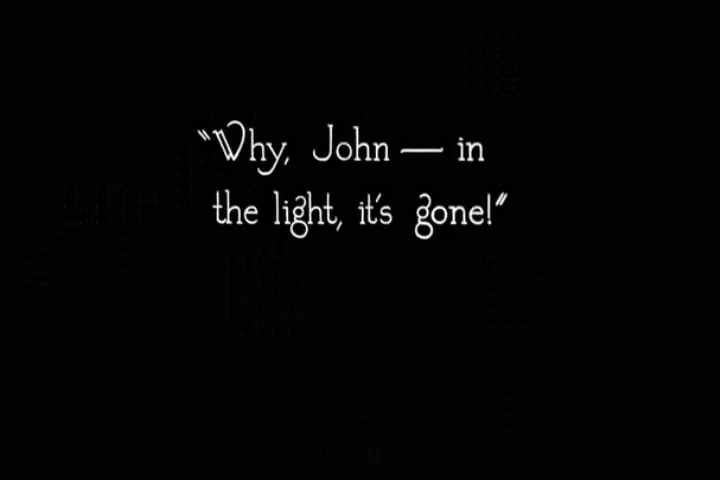 "Why, John — in
the light, it's gone!"